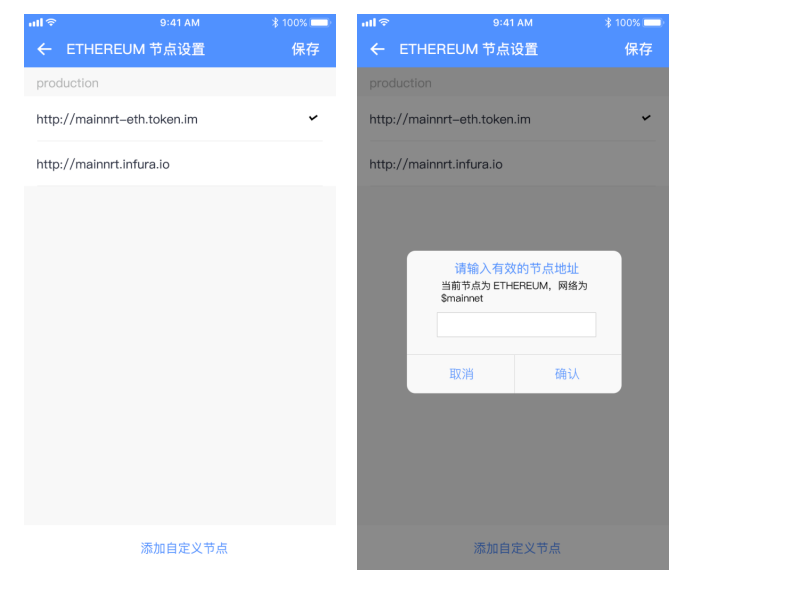 9:41 AM
100%
ETHEREUM 节点设置
保存
production
http://mainnrt-eth.token.im
http://mainnrt.infura.io
添加自定义节点
9:41 AM
100%
ETHEREUM 节点设置
保存
production
http://mainnrt-eth.token.im
http://mainnrt.infura.io
请输入有效的节点地址
当前节点为 ETHEREUM，网络为
$mainnet
取消
确认
添加自定义节点